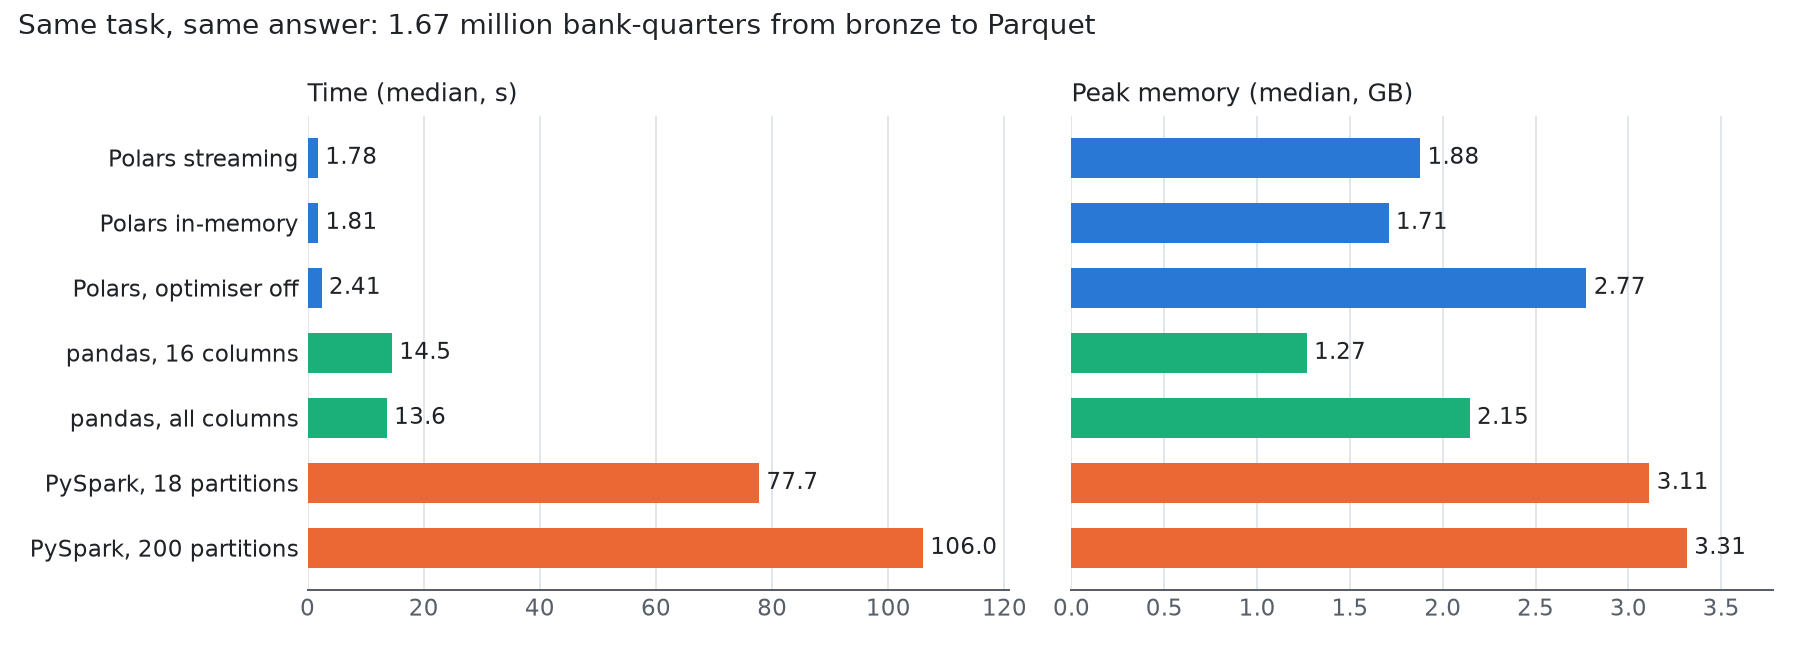 Same task, same answer: 1.67 million bank-quarters from bronze to Parquet
Time (median, s)
Peak memory (median, GB)
Polars streaming 1.78 1.88
Polars in-memory 1.81 1.71
Polars, optimiser off 2.41 2.77
pandas, 16 columns 14.5 1.27
pandas, all columns 13.6 2.15
PySpark, 18 partitions 77.7 3.11
PySpark, 200 partitions 106.0 3.31
0 20 40 60 80 100 120
0.0 0.5 1.0 1.5 2.0 2.5 3.0 3.5